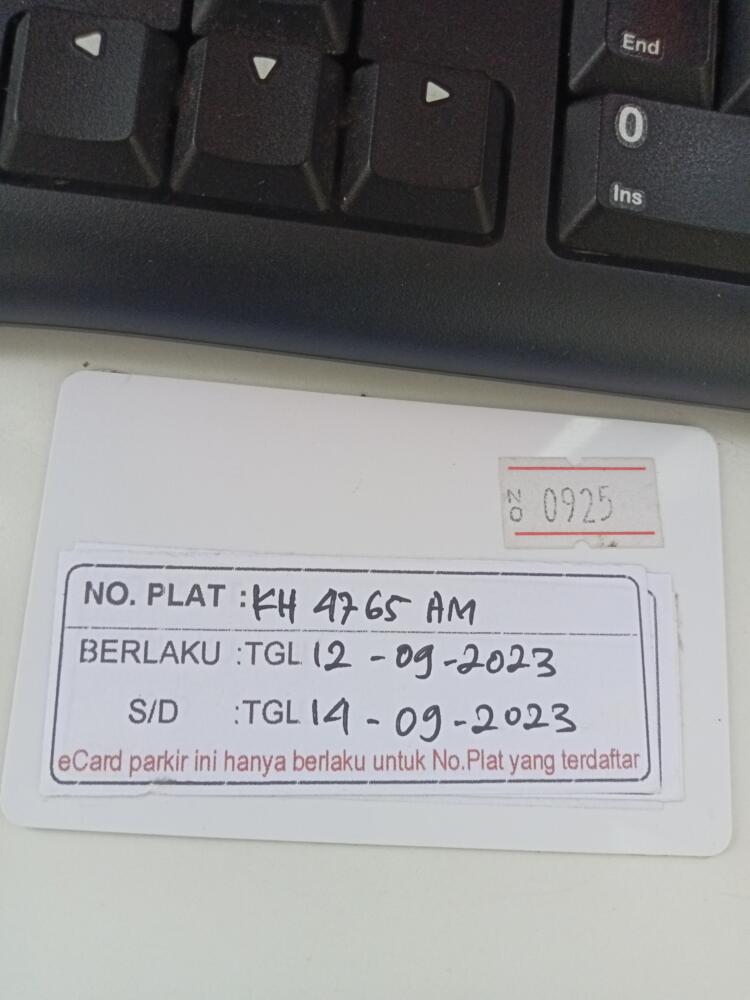 End
0
Ins
NO 0925
NO. PLAT : KH 4765 AM
BERLAKU : TGL 12 - 09 - 2023
S/D : TGL 14 - 09 - 2023
eCard parkir ini hanya berlaku untuk No.Plat yang terdaftar